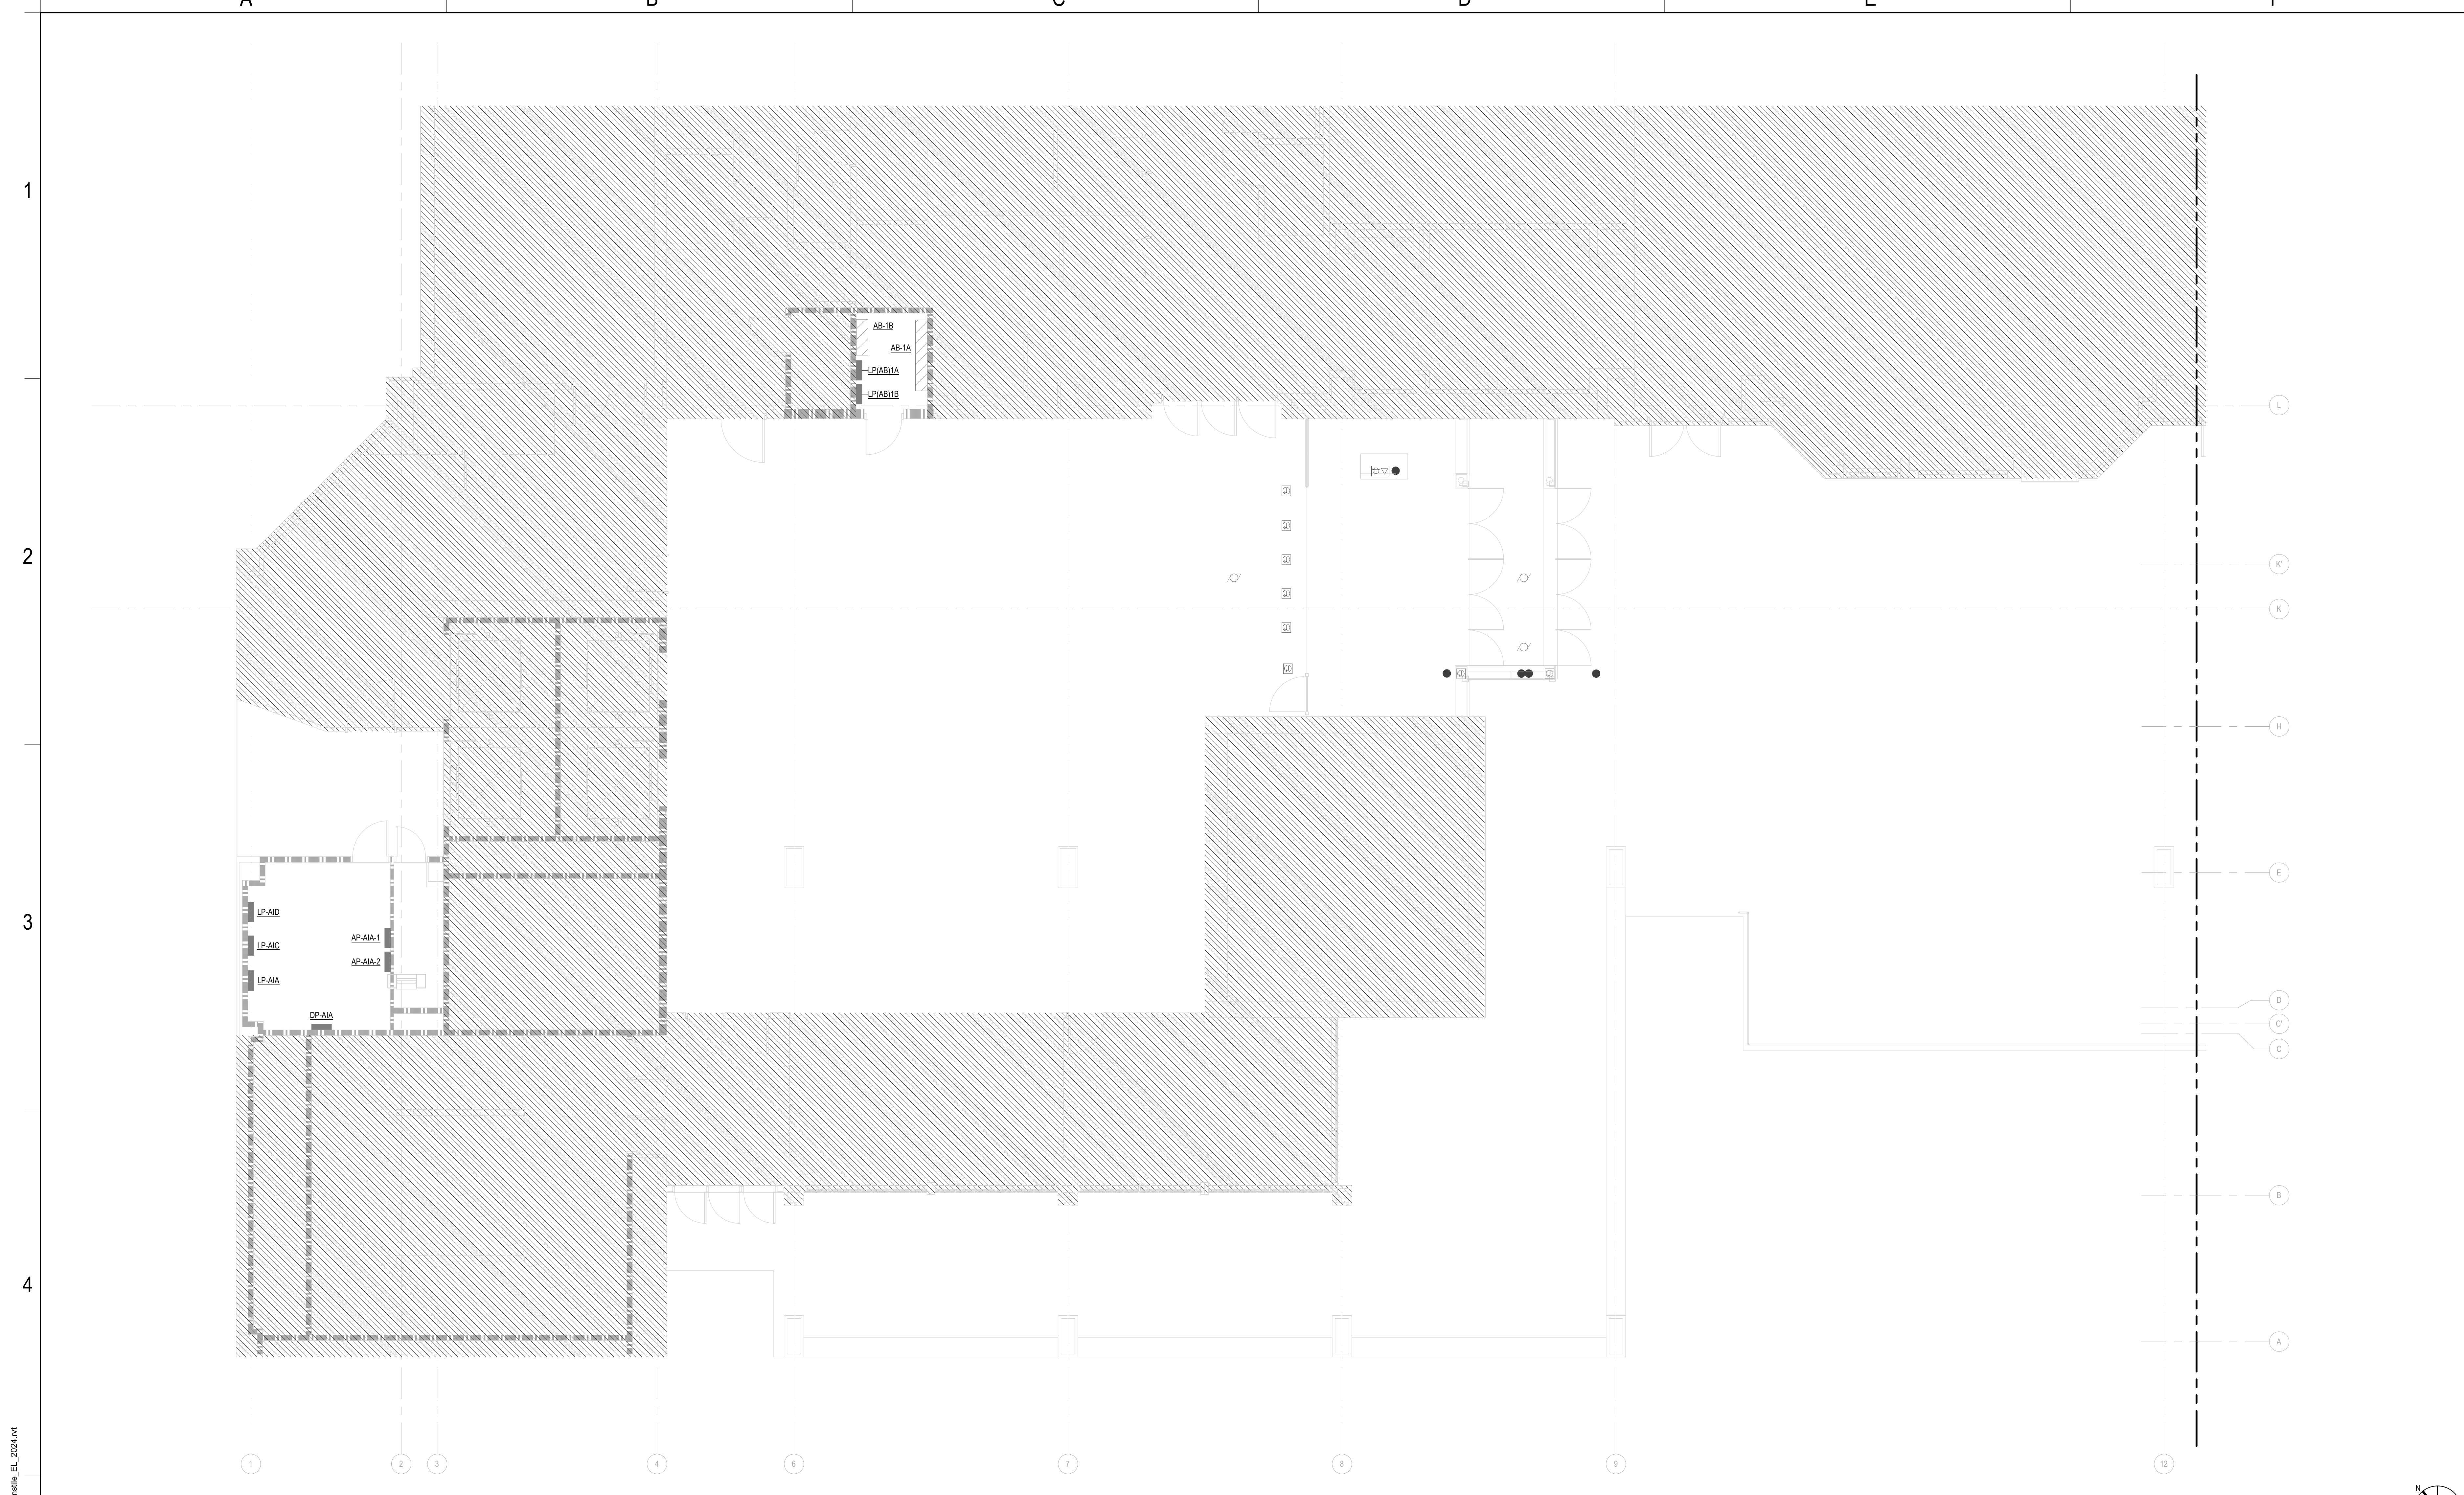 A B C D E
1
AB-1B
AB-1A
LP(AB)1A
LP(AB)1B
L
2
K'
K
H
E
LP-AID
3
AP-AIA-1
LP-AIC
AP-AIA-2
LP-AIA
D
DP-AIA
C'
C
B
4
A
1 2 3 4 6 7 8 9 12
nstile_EL_2024.rvt
N